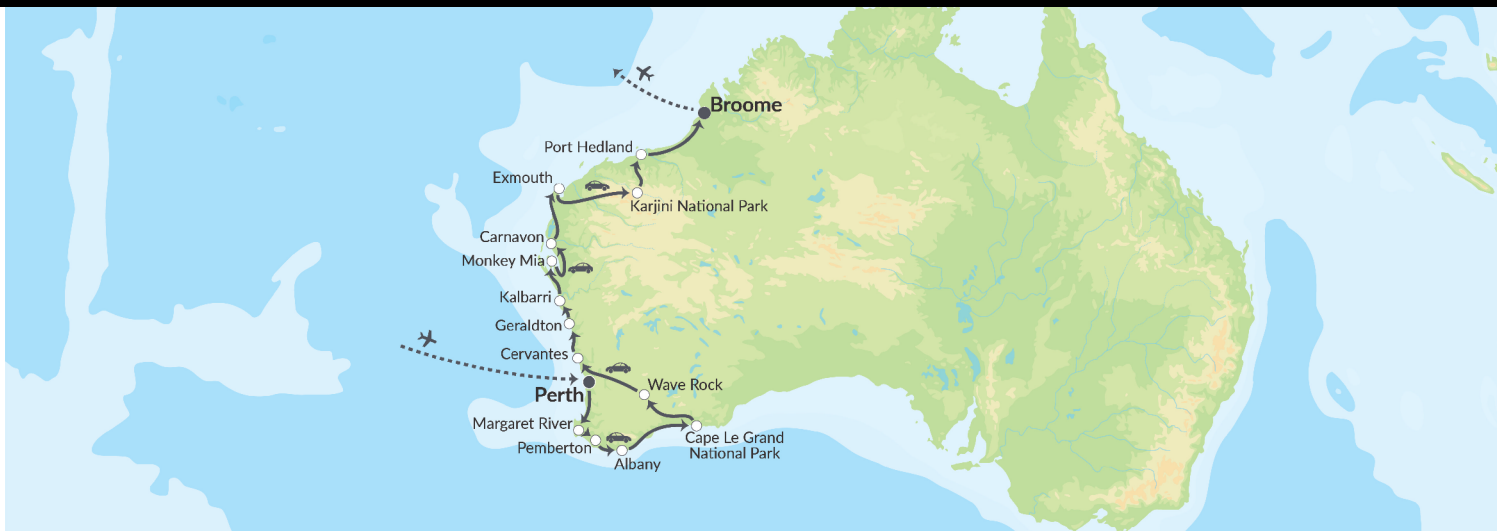 Broome
Port Hedland
Exmouth
Karjini National Park
Carnavon
Monkey Mia
Kalbarri
Geraldton
Cervantes
Wave Rock
Perth
Margaret River
Pemberton
Cape Le Grand
National Park
Albany